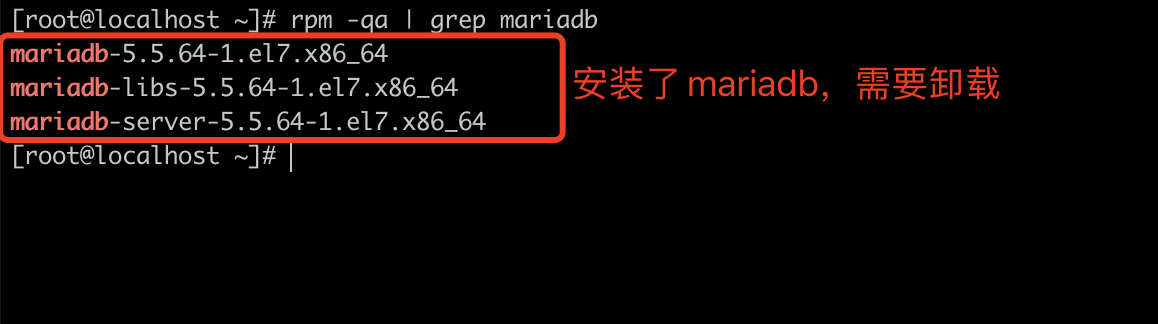 [root@localhost ~]# rpm -qa | grep mariadb
mariadb-5.5.64-1.el7.x86_64
mariadb-libs-5.5.64-1.el7.x86_64
安装了 mariadb，需要卸载
mariadb-server-5.5.64-1.el7.x86_64
[root@localhost ~]#